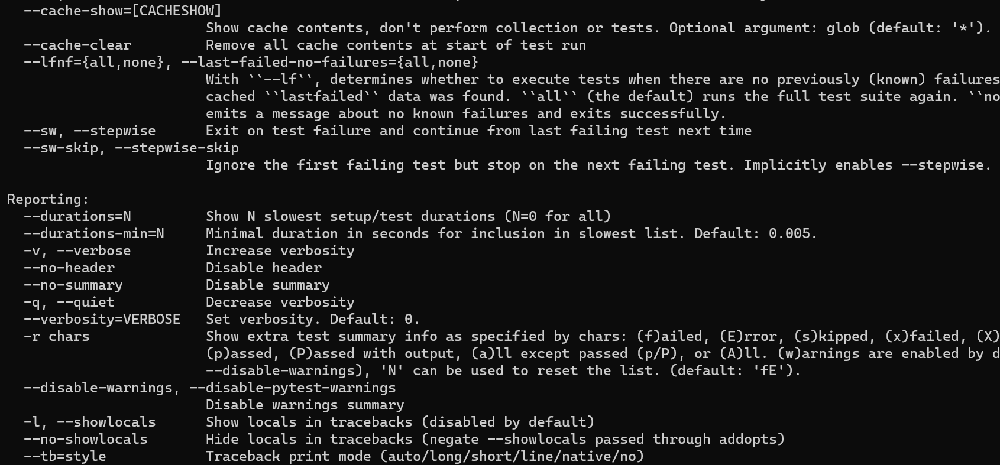 --cache-show=[CACHESHOW]
Show cache contents, don't perform collection or tests. Optional argument: glob (default: '*').
--cache-clear Remove all cache contents at start of test run
--lfnf={all,none}, --last-failed-no-failures={all,none}
With ``--lf``, determines whether to execute tests when there are no previously (known) failures
cached ``lastfailed`` data was found. ``all`` (the default) runs the full test suite again. ``no
emits a message about no known failures and exits successfully.
--sw, --stepwise Exit on test failure and continue from last failing test next time
--sw-skip, --stepwise-skip
Ignore the first failing test but stop on the next failing test. Implicitly enables --stepwise.
Reporting:
--durations=N Show N slowest setup/test durations (N=0 for all)
--durations-min=N Minimal duration in seconds for inclusion in slowest list. Default: 0.005.
-v, --verbose Increase verbosity
--no-header Disable header
--no-summary Disable summary
-q, --quiet Decrease verbosity
--verbosity=VERBOSE Set verbosity. Default: 0.
-r chars Show extra test summary info as specified by chars: (f)ailed, (E)rror, (s)kipped, (x)failed, (X)
(p)assed, (P)assed with output, (a)ll except passed (p/P), or (A)ll. (w)arnings are enabled by d
--disable-warnings), 'N' can be used to reset the list. (default: 'fE').
--disable-warnings, --disable-pytest-warnings
Disable warnings summary
-l, --showlocals Show locals in tracebacks (disabled by default)
--no-showlocals Hide locals in tracebacks (negate --showlocals passed through addopts)
--tb=style Traceback print mode (auto/long/short/line/native/no)